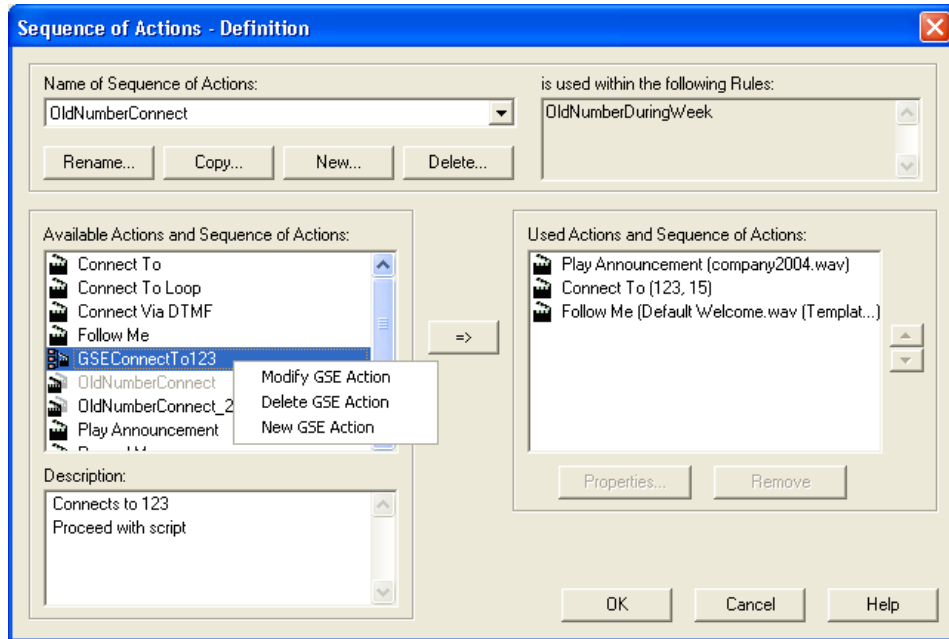 Sequence of Actions - Definition
Name of Sequence of Actions:
OldNumberConnect
Rename...
Copy...
New...
Delete...
is used within the following Rules:
OldNumberDuringWeek
Available Actions and Sequence of Actions:
Connect To
Connect To Loop
Connect Via DTMF
Follow Me
GSEConnectTo123
OldNumberConnect
OldNumberConnect_2
Play Announcement
Modify GSE Action
Delete GSE Action
New GSE Action
Description:
Connects to 123
Proceed with script
=>
Used Actions and Sequence of Actions:
Play Announcement (company2004.wav)
Connect To (123, 15)
Follow Me (Default Welcome.wav (Templat...)
Properties...
Remove
OK
Cancel
Help